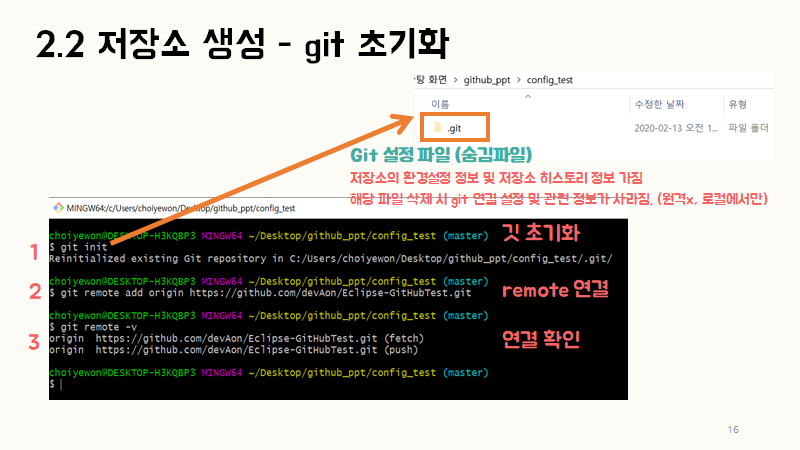 2.2 저장소 생성 - git 초기화
탕 화면 > github_ppt > config_test
이름 수정한 날짜 유형
.git 2020-02-13 오전 1... 파일 폴더
Git 설정 파일 (숨김파일)
저장소의 환경설정 정보 및 저장소 히스토리 정보 가짐
해당 파일 삭제 시 git 연결 설정 및 관련 정보가 사라짐. (원격x, 로컬에서만)
MINGW64:/c/Users/choiyewon/Desktop/github_ppt/config_test
choiyewon@DESKTOP-H3KQBP3 MINGW64 ~/Desktop/github_ppt/config_test (master)
깃 초기화
1
$ git init
Reinitialized existing Git repository in C:/Users/choiyewon/Desktop/github_ppt/config_test/.git/
choiyewon@DESKTOP-H3KQBP3 MINGW64 ~/Desktop/github_ppt/config_test (master)
2
$ git remote add origin https://github.com/devAon/Eclipse-GitHubTest.git
remote 연결
choiyewon@DESKTOP-H3KQBP3 MINGW64 ~/Desktop/github_ppt/config_test (master)
$ git remote -v
3
origin https://github.com/devAon/Eclipse-GitHubTest.git (fetch)
origin https://github.com/devAon/Eclipse-GitHubTest.git (push)
연결 확인
choiyewon@DESKTOP-H3KQBP3 MINGW64 ~/Desktop/github_ppt/config_test (master)
$
16